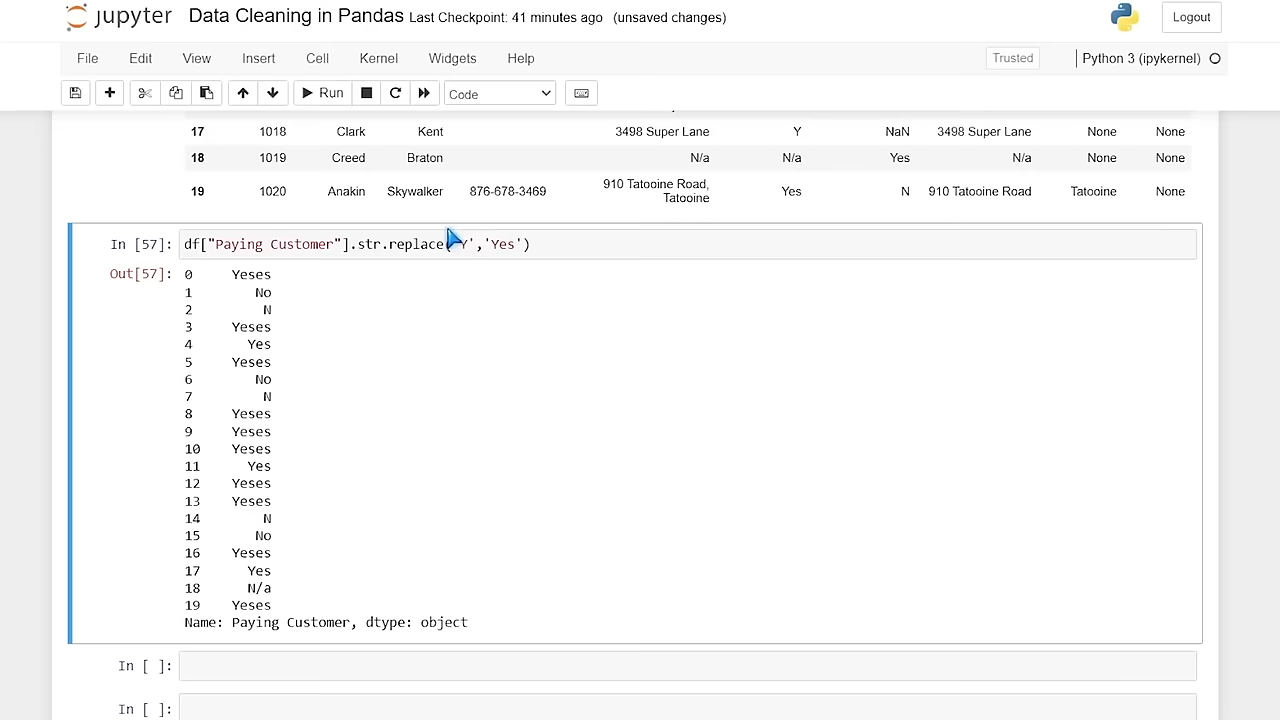 jupyter Data Cleaning in Pandas Last Checkpoint: 41 minutes ago (unsaved changes) Logout
File Edit View Insert Cell Kernel Widgets Help Trusted Python 3 (ipykernel)
Run Code
17 1018 Clark Kent 3498 Super Lane Y NaN 3498 Super Lane None None
18 1019 Creed Braton N/a N/a Yes N/a None None
19 1020 Anakin Skywalker 876-678-3469 910 Tatooine Road, Tatooine Yes N 910 Tatooine Road Tatooine None
In [57]: df["Paying Customer"].str.replace('Y','Yes')
Out[57]: 0 Yeses
1 No
2 N
3 Yeses
4 Yes
5 Yeses
6 No
7 N
8 Yeses
9 Yeses
10 Yeses
11 Yes
12 Yeses
13 Yeses
14 N
15 No
16 Yeses
17 Yes
18 N/a
19 Yeses
Name: Paying Customer, dtype: object
In [ ]:
In [ ]: